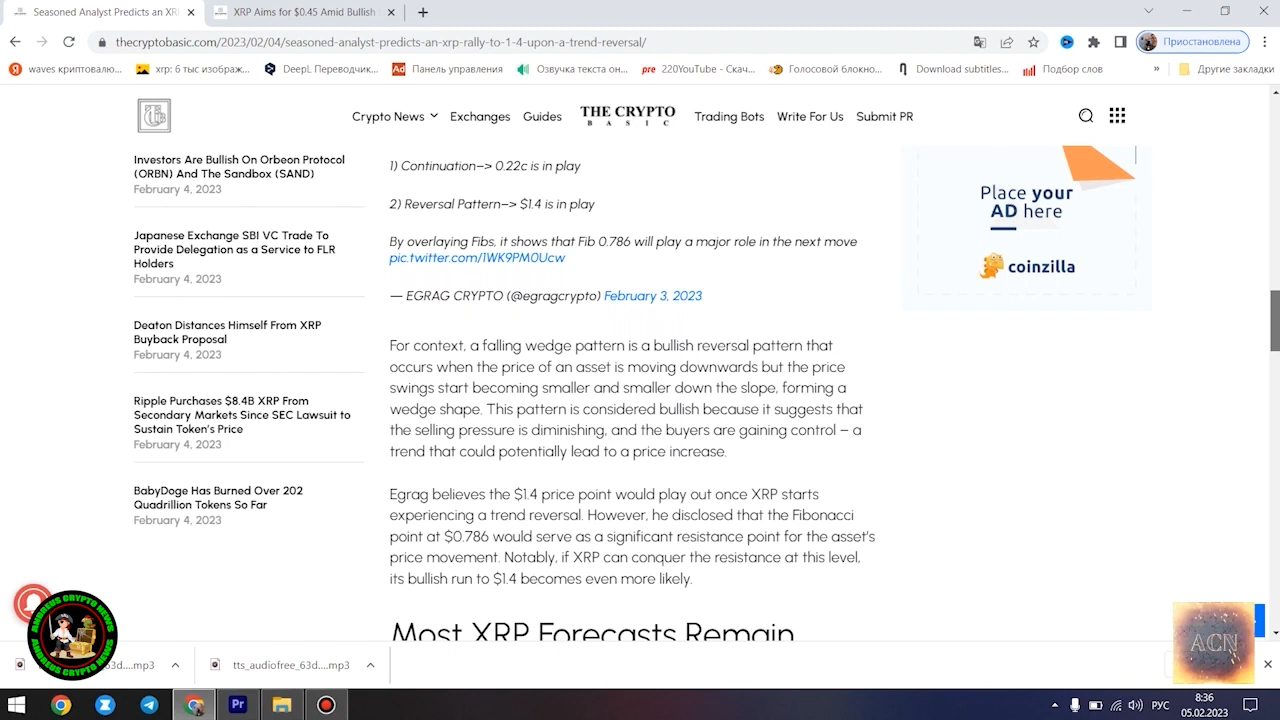 Seasoned Analyst Predicts an XR
XRP Aims for $0.45 Amid Bullish
thecryptobasic.com/2023/02/04/seasoned-analyst-predicts-an-xrp-rally-to-1-4-upon-a-trend-reversal/
Приостановлена
waves криптовалю...
xrp: 6 тыс изображ...
DeepL Переводчик...
Панель управления
Озвучка текста он...
pre 220YouTube - Скач...
Голосовой блокно...
Download subtitles...
Подбор слов
»
Другие закладки
Crypto News
Exchanges
Guides
THE CRYPTO
BASIC
Trading Bots
Write For Us
Submit PR
Investors Are Bullish On Orbeon Protocol
(ORBN) And The Sandbox (SAND)
February 4, 2023
Japanese Exchange SBI VC Trade To
Provide Delegation as a Service to FLR
Holders
February 4, 2023
Deaton Distances Himself From XRP
Buyback Proposal
February 4, 2023
Ripple Purchases $8.4B XRP From
Secondary Markets Since SEC Lawsuit to
Sustain Token's Price
February 4, 2023
BabyDoge Has Burned Over 202
Quadrillion Tokens So Far
February 4, 2023
1) Continuation–> 0.22c is in play
2) Reversal Pattern–> $1.4 is in play
By overlaying Fibs, it shows that Fib 0.786 will play a major role in the next move
pic.twitter.com/1WK9PM0Ucw
— EGRAG CRYPTO (@egragcrypto) February 3, 2023
For context, a falling wedge pattern is a bullish reversal pattern that
occurs when the price of an asset is moving downwards but the price
swings start becoming smaller and smaller down the slope, forming a
wedge shape. This pattern is considered bullish because it suggests that
the selling pressure is diminishing, and the buyers are gaining control – a
trend that could potentially lead to a price increase.
Egrag believes the $1.4 price point would play out once XRP starts
experiencing a trend reversal. However, he disclosed that the Fibonacci
point at $0.786 would serve as a significant resistance point for the asset's
price movement. Notably, if XRP can conquer the resistance at this level,
its bullish run to $1.4 becomes even more likely.
Most XRP Forecasts Remain
Place your
AD here
coinzilla
ANDREUS CRYPTO NEWS
ANDREUS CRYPTO NEWS
ACN
3d....mp3
tts_audiofree_63d....mp3
РУС
8:36
05.02.2023